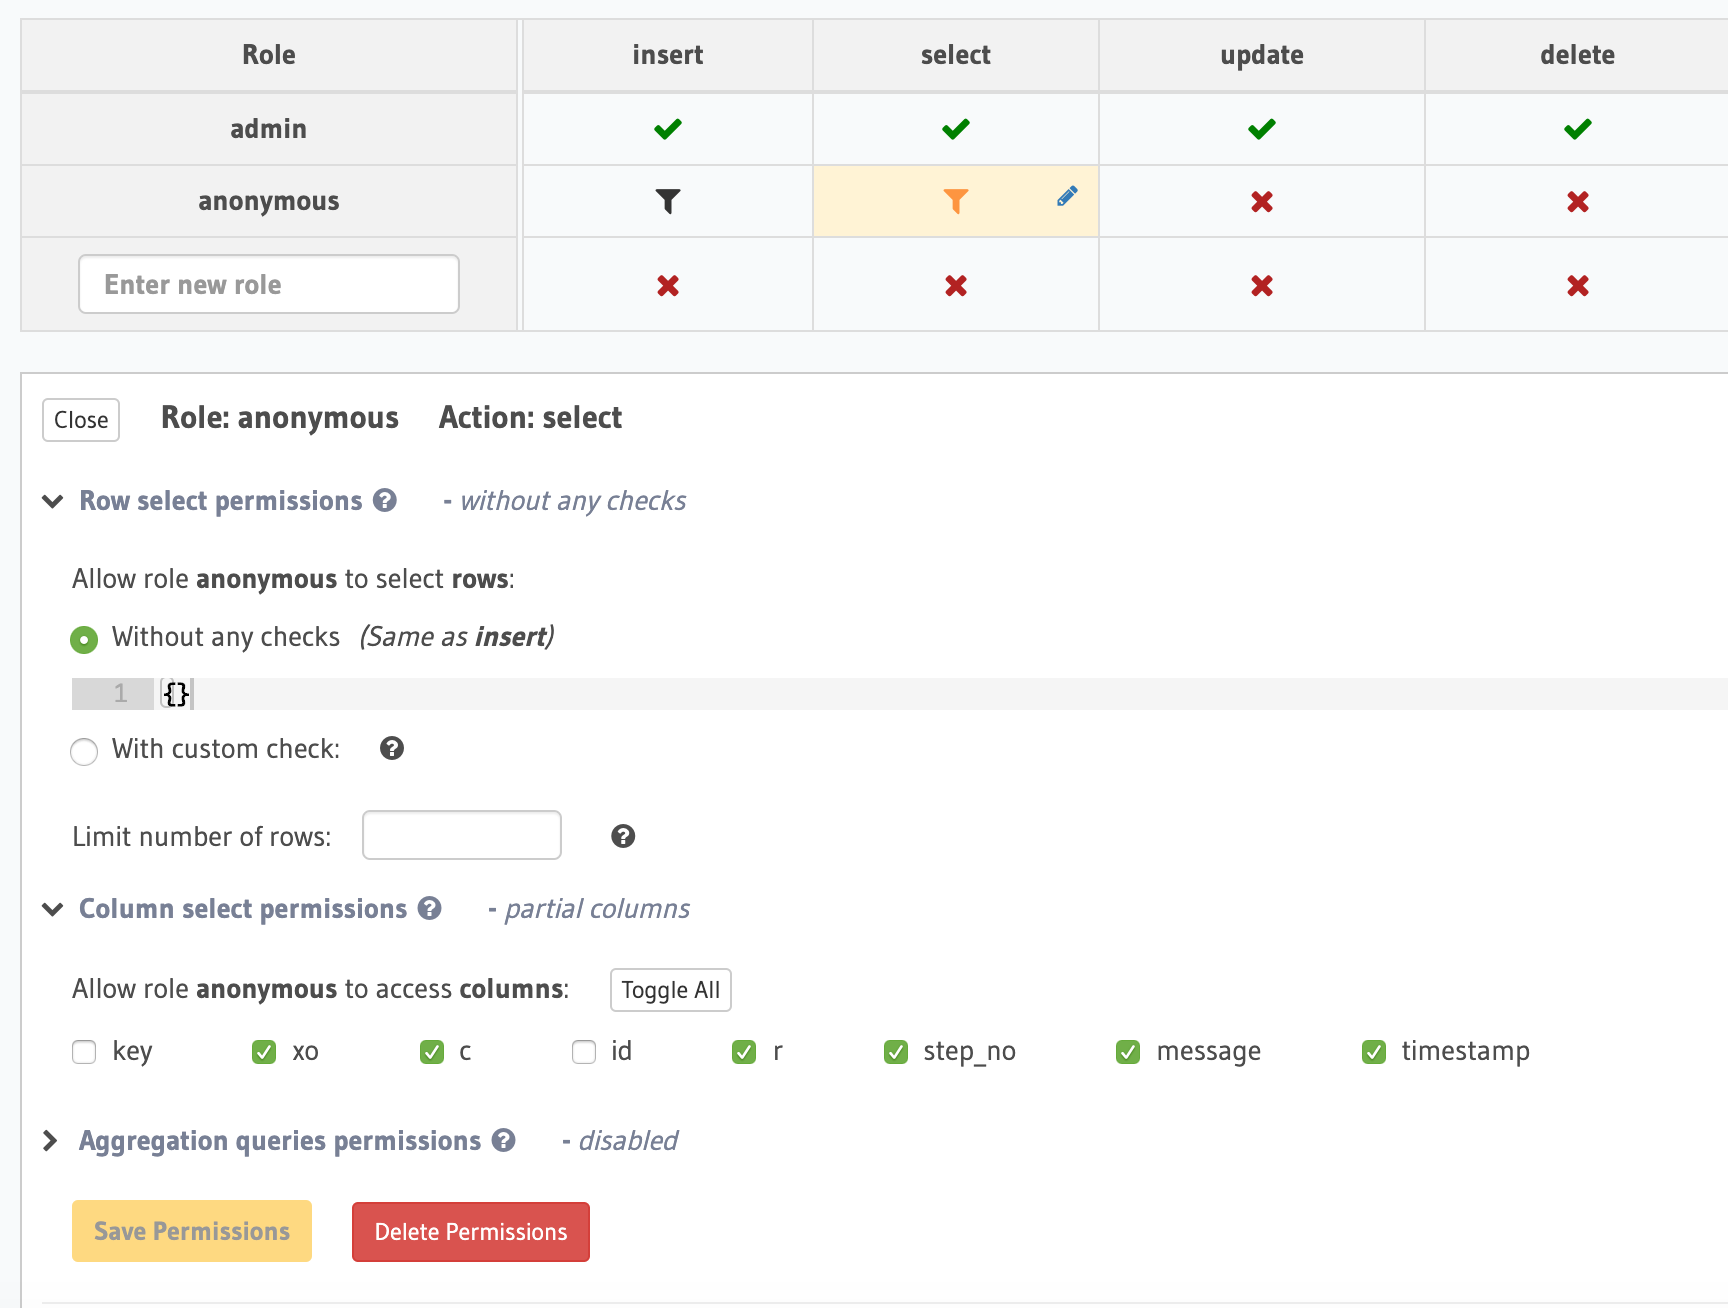 Role insert select update delete
admin
anonymous
Enter new role
Close Role: anonymous Action: select
Row select permissions ? - without any checks
Allow role anonymous to select rows:
Without any checks (Same as insert)
1 {}
With custom check: ?
Limit number of rows: ?
Column select permissions ? - partial columns
Allow role anonymous to access columns: Toggle All
key xo c id r step_no message timestamp
Aggregation queries permissions ? - disabled
Save Permissions Delete Permissions